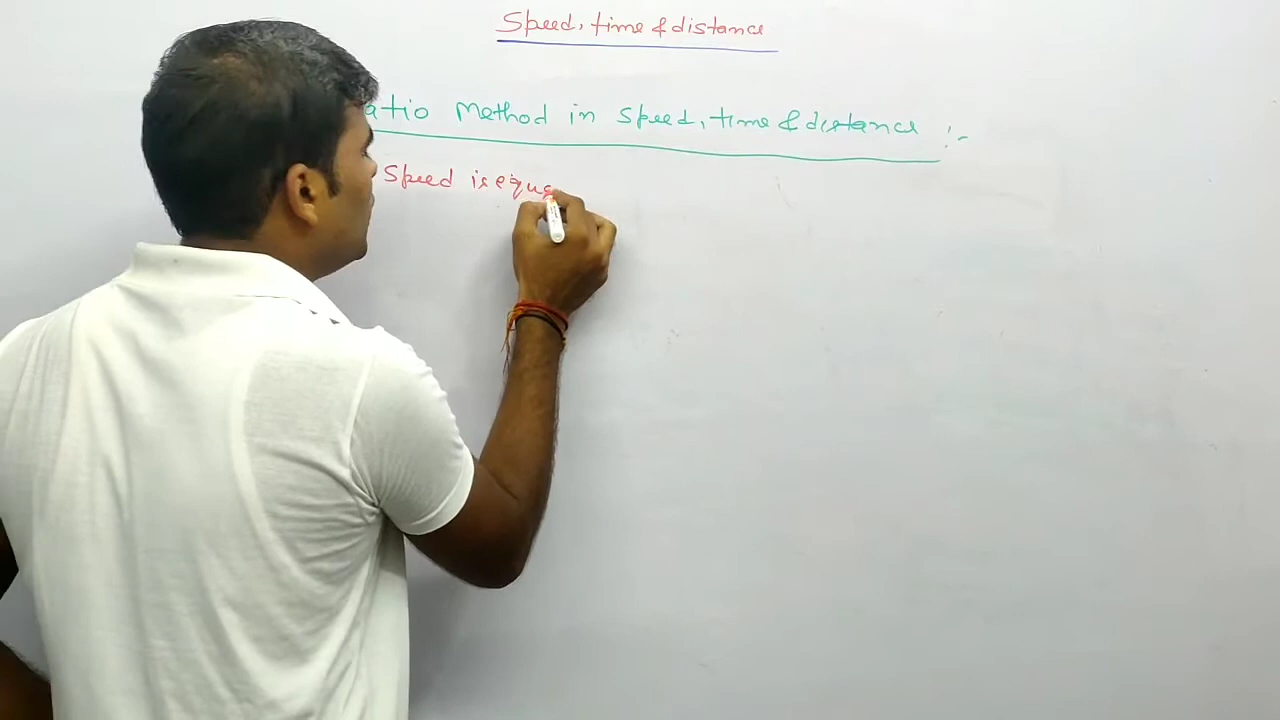 Speed, time & distance
atio Method in Speed, time & distance :-
Speed is equa